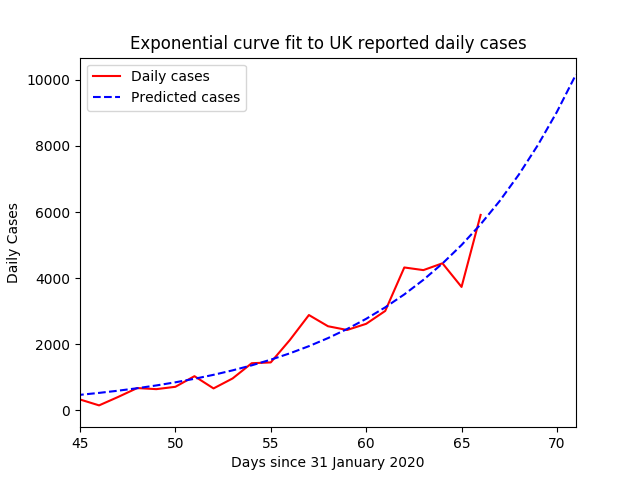 Exponential curve fit to UK reported daily cases
Daily cases
Predicted cases
10000
8000
6000
4000
2000
0
Daily Cases
45 50 55 60 65 70
Days since 31 January 2020